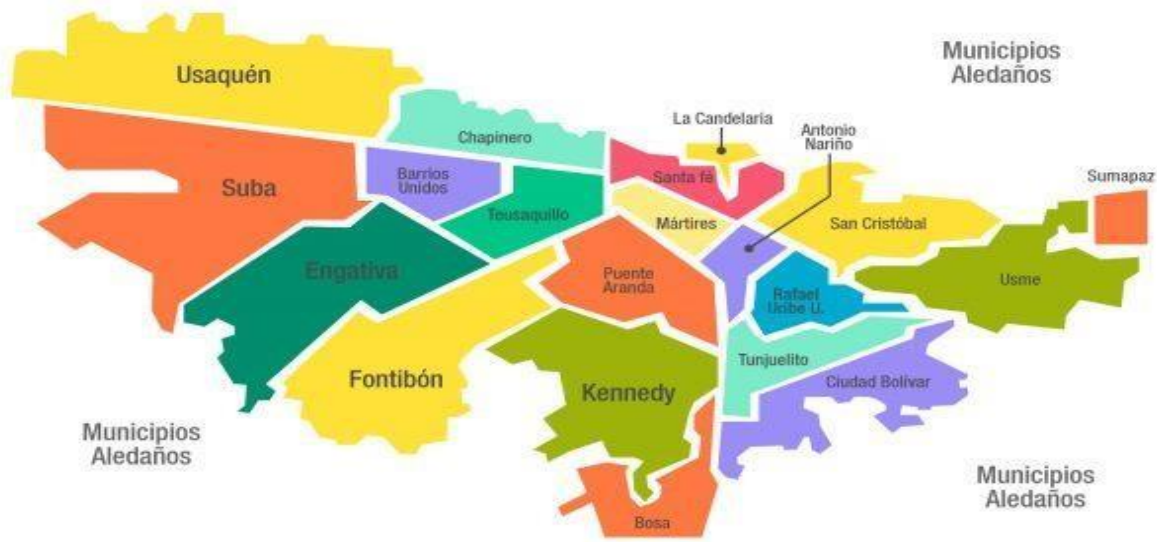 Municipios
Aledaños
Usaquén
Chapinero
La Candelaria
Antonio
Nariño
Suba
Barrios
Unidos
Teusaquillo
Santa fé
Mártires
San Cristóbal
Sumapaz
Engativa
Puente
Aranda
Rafael
Uribe U.
Usme
Fontibón
Kennedy
Tunjuelito
Ciudad Bolívar
Municipios
Aledaños
Municipios
Aledaños
Bosa